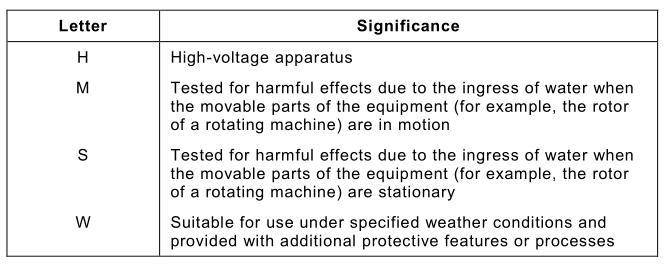 Letter Significance
H High-voltage apparatus
M Tested for harmful effects due to the ingress of water when
the movable parts of the equipment (for example, the rotor
of a rotating machine) are in motion
S Tested for harmful effects due to the ingress of water when
the movable parts of the equipment (for example, the rotor
of a rotating machine) are stationary
W Suitable for use under specified weather conditions and
provided with additional protective features or processes